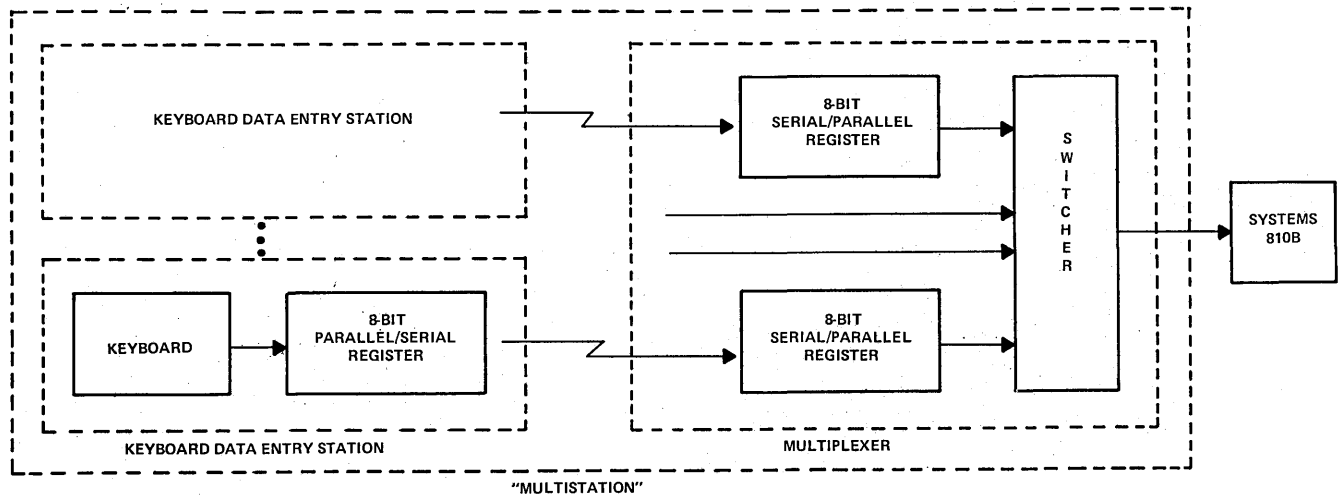 KEYBOARD DATA ENTRY STATION
8-BIT
SERIAL/PARALLEL
REGISTER
SWITCHER
SYSTEMS
810B
KEYBOARD
8-BIT
PARALLEL/SERIAL
REGISTER
8-BIT
SERIAL/PARALLEL
REGISTER
KEYBOARD DATA ENTRY STATION
MULTIPLEXER
"MULTISTATION"